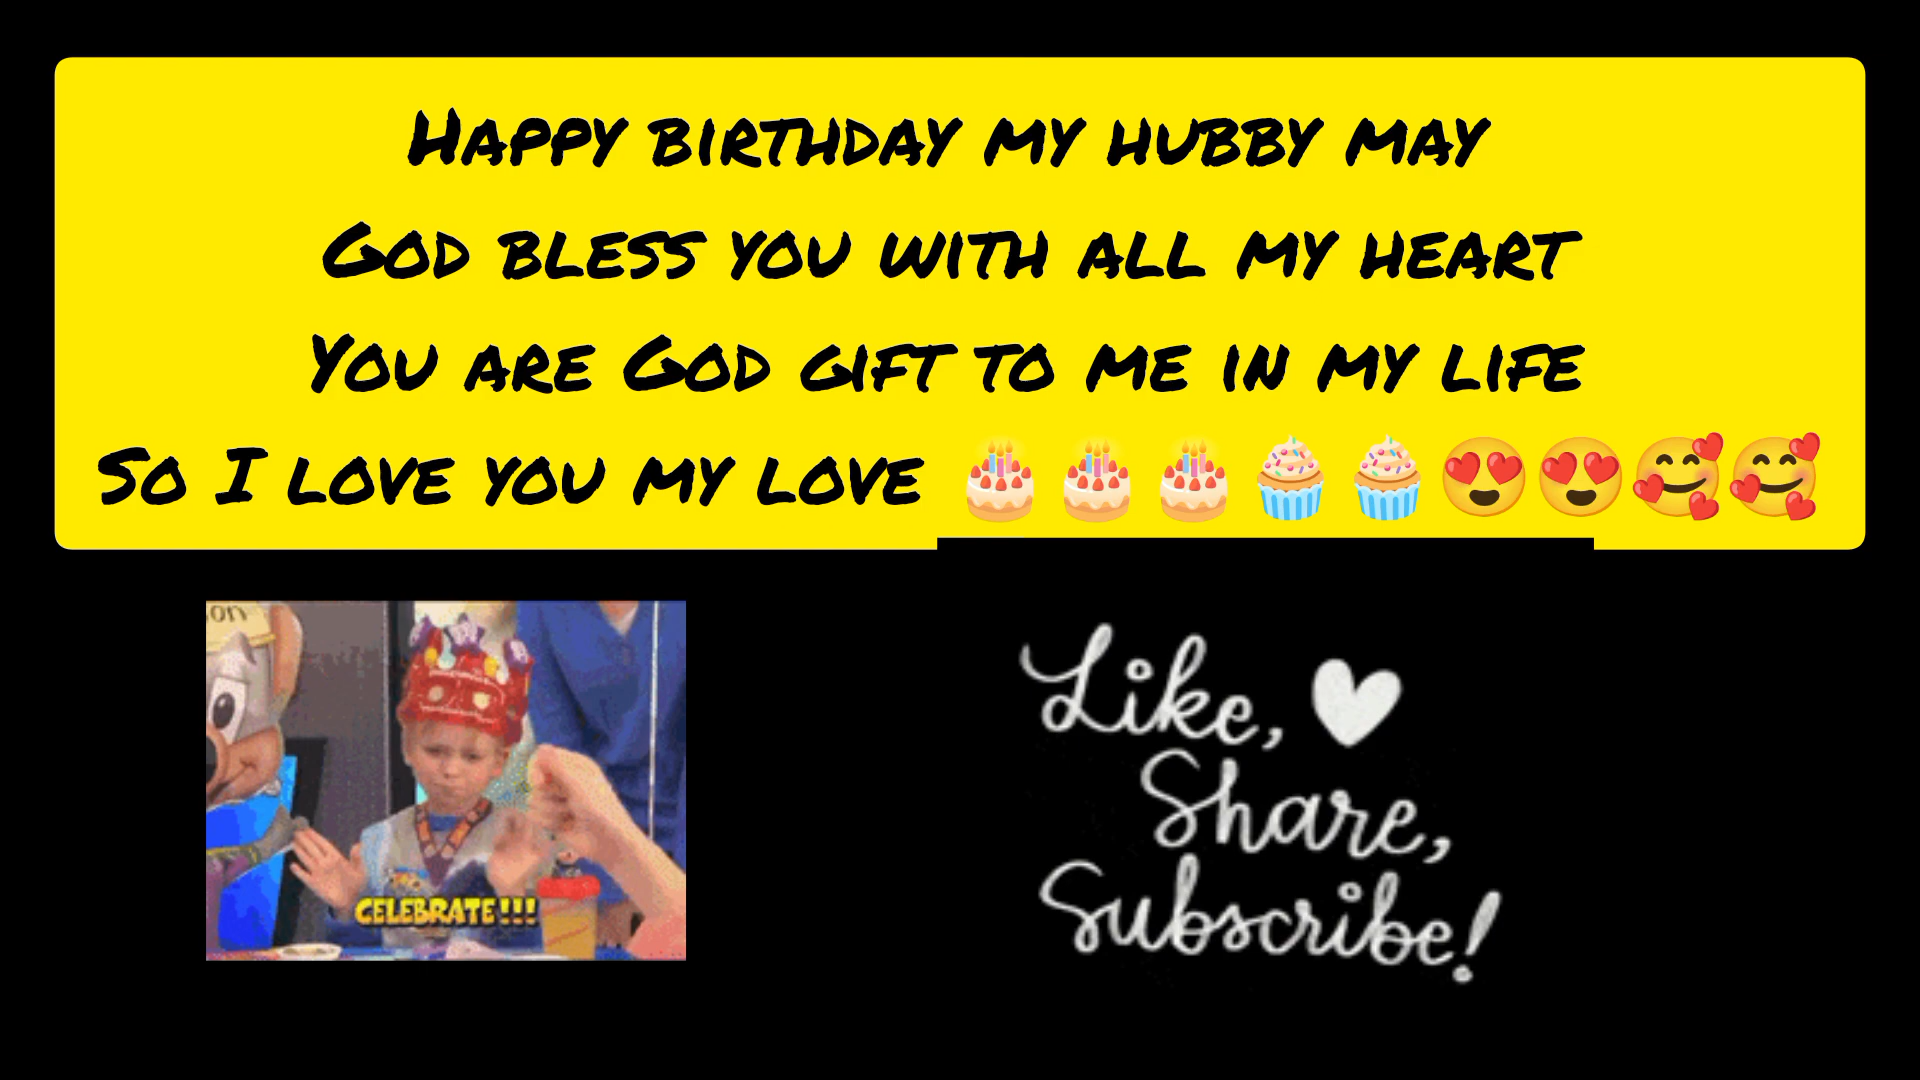 Happy birthday my hubby may
God bless you with all my heart
You are God gift to me in my life
So I love you my love 🎂🎂🎂🧁🧁😍😍🥰🥰
on
CELEBRATE!!!
Like,
Share,
Subscribe!